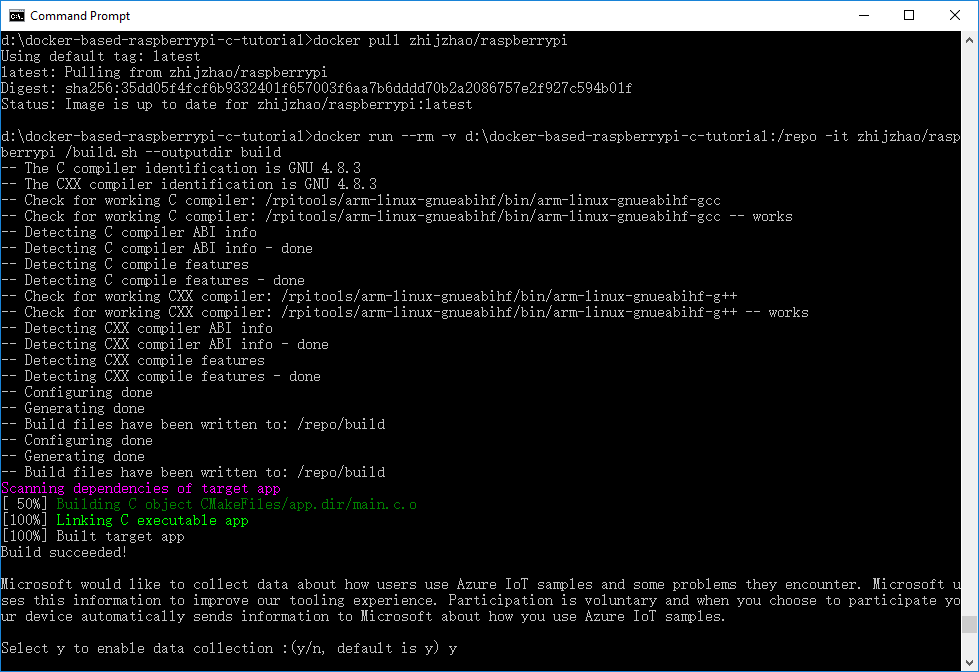 Command Prompt
d:\docker-based-raspberrypi-c-tutorial>docker pull zhijzhao/raspberrypi
Using default tag: latest
latest: Pulling from zhijzhao/raspberrypi
Digest: sha256:35dd05f4fcf6b9332401f657003f6aa7b6dddd70b2a2086757e2f927c594b01f
Status: Image is up to date for zhijzhao/raspberrypi:latest
d:\docker-based-raspberrypi-c-tutorial>docker run --rm -v d:\docker-based-raspberrypi-c-tutorial:/repo -it zhijzhao/rasp
berrypi /build.sh --outputdir build
-- The C compiler identification is GNU 4.8.3
-- The CXX compiler identification is GNU 4.8.3
-- Check for working C compiler: /rpitools/arm-linux-gnueabihf/bin/arm-linux-gnueabihf-gcc
-- Check for working C compiler: /rpitools/arm-linux-gnueabihf/bin/arm-linux-gnueabihf-gcc -- works
-- Detecting C compiler ABI info
-- Detecting C compiler ABI info - done
-- Detecting C compile features
-- Detecting C compile features - done
-- Check for working CXX compiler: /rpitools/arm-linux-gnueabihf/bin/arm-linux-gnueabihf-g++
-- Check for working CXX compiler: /rpitools/arm-linux-gnueabihf/bin/arm-linux-gnueabihf-g++ -- works
-- Detecting CXX compiler ABI info
-- Detecting CXX compiler ABI info - done
-- Detecting CXX compile features
-- Detecting CXX compile features - done
-- Configuring done
-- Generating done
-- Build files have been written to: /repo/build
-- Configuring done
-- Generating done
-- Build files have been written to: /repo/build
Scanning dependencies of target app
[ 50%] Building C object CMakeFiles/app.dir/main.c.o
[100%] Linking C executable app
[100%] Built target app
Build succeeded!
Microsoft would like to collect data about how users use Azure IoT samples and some problems they encounter. Microsoft u
ses this information to improve our tooling experience. Participation is voluntary and when you choose to participate yo
ur device automatically sends information to Microsoft about how you use Azure IoT samples.
Select y to enable data collection :(y/n, default is y) y